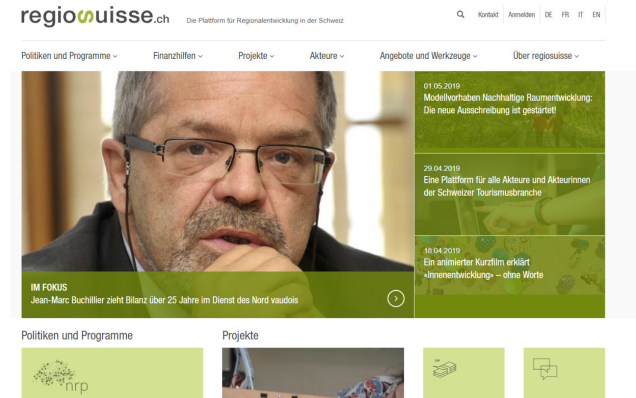 regiosuisse.ch
Die Plattform für Regionalentwicklung in der Schweiz
Kontakt Anmelden DE FR IT EN
Politiken und Programme Finanzhilfen Projekte Akteure Angebote und Werkzeuge Über regiosuisse
01.05.2019
Modellvorhaben Nachhaltige Raumentwicklung:
Die neue Ausschreibung ist gestartet!
29.04.2019
Eine Plattform für alle Akteure und Akteurinnen
der Schweizer Tourismusbranche
18.04.2019
Ein animierter Kurzfilm erklärt
«Innenentwicklung» – ohne Worte
IM FOKUS
Jean-Marc Buchillier zieht Bilanz über 25 Jahre im Dienst des Nord vaudois
Politiken und Programme
Projekte
nrp